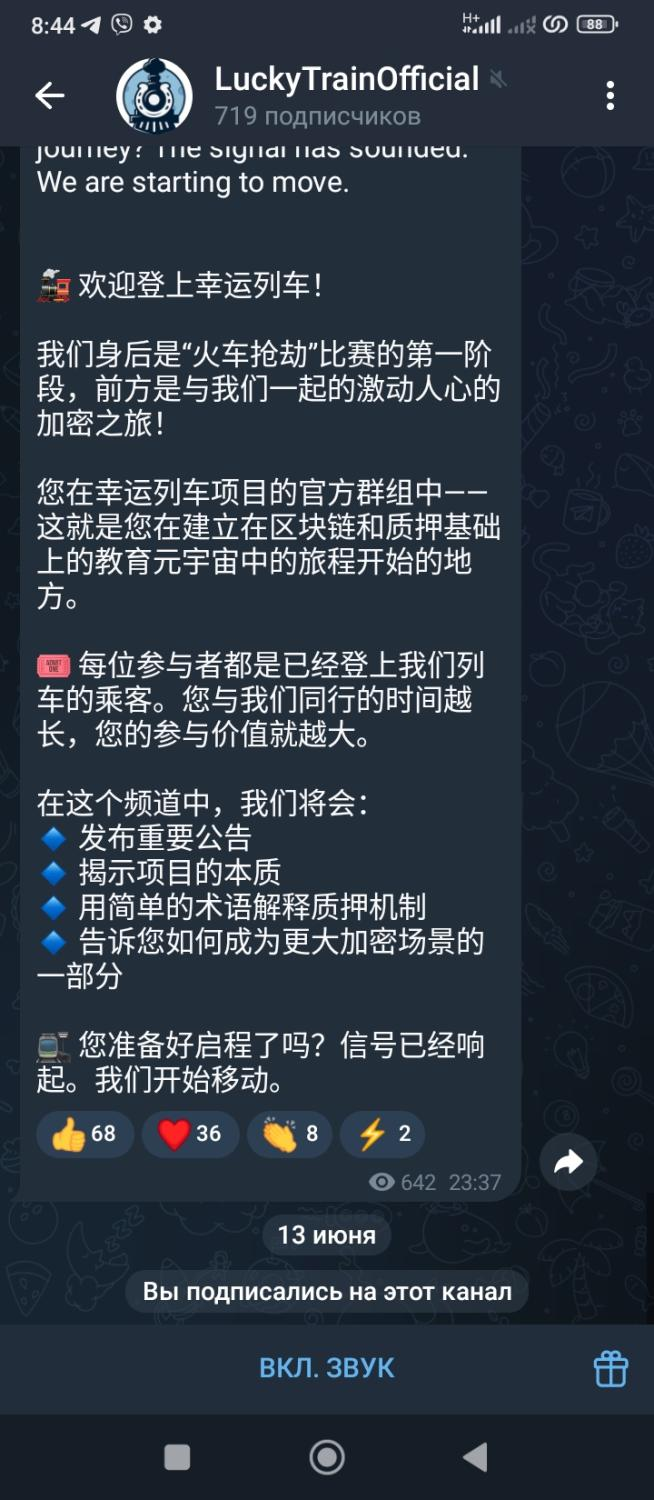 8:44
H+
88
LuckyTrainOfficial
719 подписчиков
journey? The signal has sounded.
We are starting to move.
🚂 欢迎登上幸运列车！
我们身后是“火车抢劫”比赛的第一阶
段，前方是与我们一起的激动人心的
加密之旅！
您在幸运列车项目的官方群组中——
这就是您在建立在区块链和质押基础
上的教育元宇宙中的旅程开始的地
方。
🎟 每位参与者都是已经登上我们列
车的乘客。您与我们同行的时间越
长，您的参与价值就越大。
在这个频道中，我们将会：
🔹 发布重要公告
🔹 揭示项目的本质
🔹 用简单的术语解释质押机制
🔹 告诉您如何成为更大加密场景的
一部分
🚉 您准备好启程了吗？信号已经响
起。我们开始移动。
👍 68 ❤ 36 👏 8 ⚡ 2
642 23:37
13 июня
Вы подписались на этот канал
ВКЛ. ЗВУК